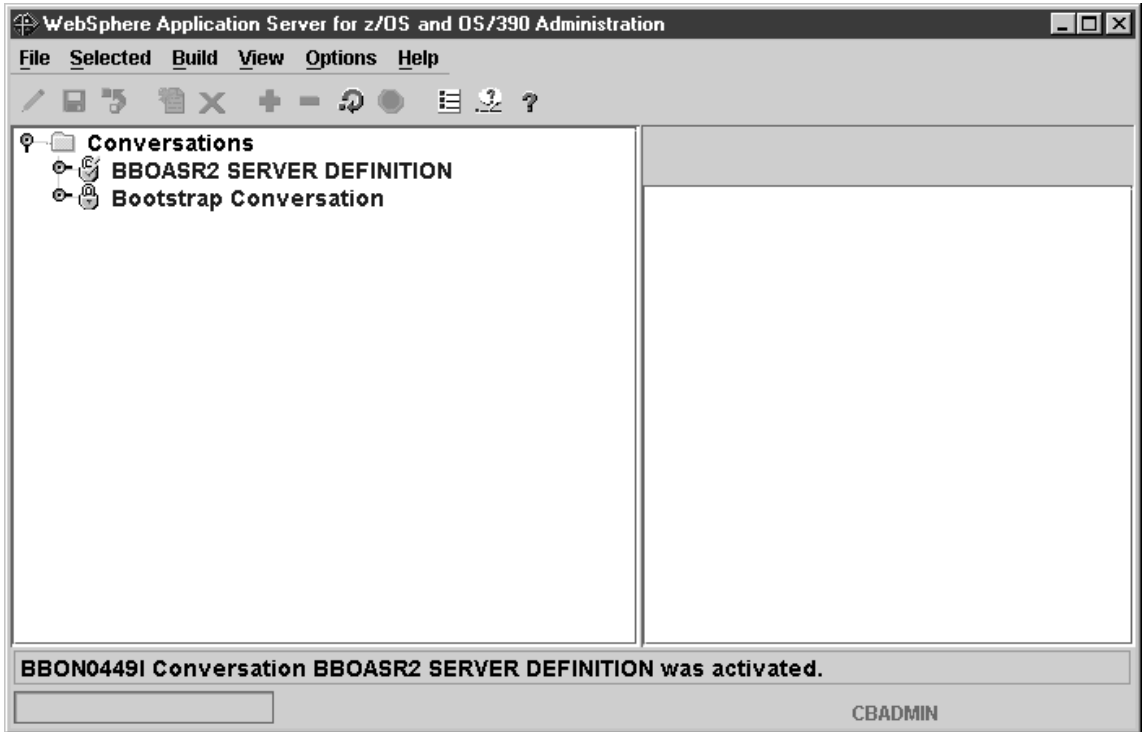 WebSphere Application Server for z/OS and OS/390 Administration
File Selected Build View Options Help
Conversations
BBOASR2 SERVER DEFINITION
Bootstrap Conversation
BBON0449I Conversation BBOASR2 SERVER DEFINITION was activated.
CBADMIN